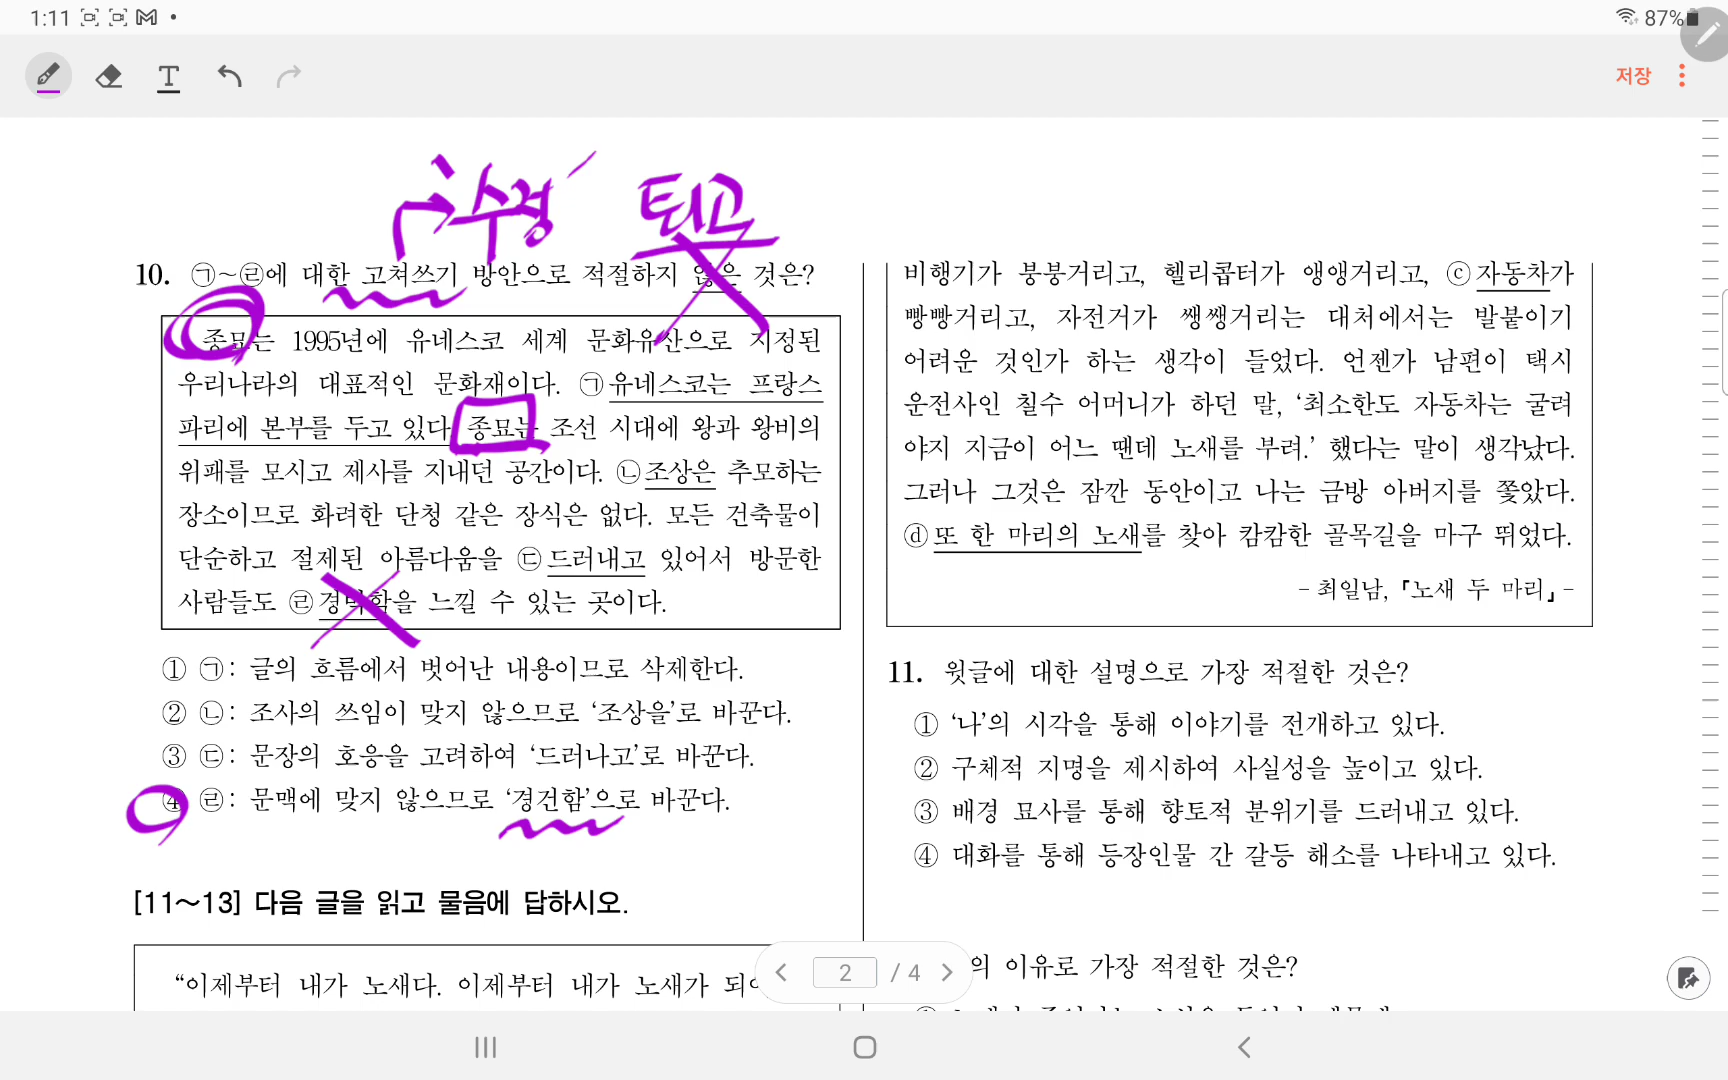 1:11
87%
저장
수정
퇴고
10. ㉠~㉣에 대한 고쳐쓰기 방안으로 적절하지 않은 것은?
종묘는 1995년에 유네스코 세계 문화유산으로 지정된
우리나라의 대표적인 문화재이다. ㉠유네스코는 프랑스
파리에 본부를 두고 있다. 종묘는 조선 시대에 왕과 왕비의
위패를 모시고 제사를 지내던 공간이다. ㉡조상은 추모하는
장소이므로 화려한 단청 같은 장식은 없다. 모든 건축물이
단순하고 절제된 아름다움을 ㉢드러내고 있어서 방문한
사람들도 ㉣경박함을 느낄 수 있는 곳이다.
① ㉠: 글의 흐름에서 벗어난 내용이므로 삭제한다.
② ㉡: 조사의 쓰임이 맞지 않으므로 ‘조상을’로 바꾼다.
③ ㉢: 문장의 호응을 고려하여 ‘드러나고’로 바꾼다.
④ ㉣: 문맥에 맞지 않으므로 ‘경건함’으로 바꾼다.
[11~13] 다음 글을 읽고 물음에 답하시오.
“이제부터 내가 노새다. 이제부터 내가 노새가
비행기가 붕붕거리고, 헬리콥터가 앵앵거리고, ⓒ자동차가
빵빵거리고, 자전거가 쌩쌩거리는 대처에서는 발붙이기
어려운 것인가 하는 생각이 들었다. 언젠가 남편이 택시
운전사인 칠수 어머니가 하던 말, ‘최소한도 자동차는 굴려
야지 지금이 어느 땐데 노새를 부려.’ 했다는 말이 생각났다.
그러나 그것은 잠깐 동안이고 나는 금방 아버지를 쫓았다.
ⓓ또 한 마리의 노새를 찾아 캄캄한 골목길을 마구 뛰었다.
- 최일남, 「노새 두 마리」 -
11. 윗글에 대한 설명으로 가장 적절한 것은?
① ‘나’의 시각을 통해 이야기를 전개하고 있다.
② 구체적 지명을 제시하여 사실성을 높이고 있다.
③ 배경 묘사를 통해 향토적 분위기를 드러내고 있다.
④ 대화를 통해 등장인물 간 갈등 해소를 나타내고 있다.
의 이유로 가장 적절한 것은?
2 / 4